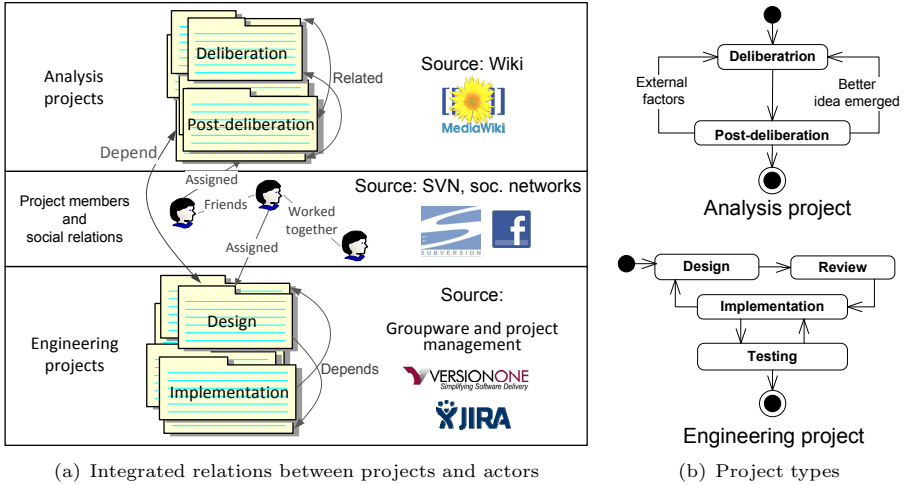 Analysis
projects
Deliberation
Post-deliberation
Related
Source: Wiki
[[ ]]
MediaWiki
Depend
Project members
and
social relations
Assigned
Friends
Worked
together
Assigned
Source: SVN, soc. networks
SUBVERSION
f
Engineering
projects
Design
Implementation
Depends
Source:
Groupware and project
management
VERSIONONE
Simplifying Software Delivery
JIRA
(a) Integrated relations between projects and actors
Deliberatrion
External
factors
Better
idea emerged
Post-deliberation
Analysis project
Design
Review
Implementation
Testing
Engineering project
(b) Project types